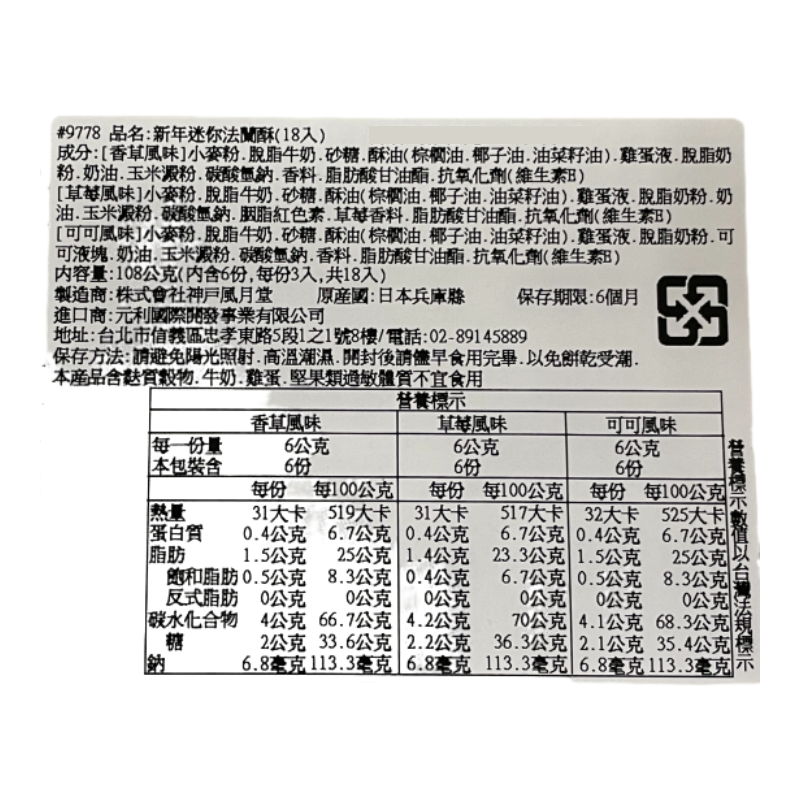 #9778 品名:新年迷你法蘭酥(18入)
成分:[香草風味]小麥粉.脫脂牛奶.砂糖.酥油(棕櫚油.椰子油.油菜籽油).雞蛋液.脫脂奶
粉.奶油.玉米澱粉.碳酸氫鈉.香料.脂肪酸甘油酯.抗氧化劑(維生素E)
[草莓風味]小麥粉.脫脂牛奶.砂糖.酥油(棕櫚油.椰子油.油菜籽油).雞蛋液.脫脂奶粉.奶
油.玉米澱粉.碳酸氫鈉.胭脂紅色素.草莓香料.脂肪酸甘油酯.抗氧化劑(維生素E)
[可可風味]小麥粉.脫脂牛奶.砂糖.酥油(棕櫚油.椰子油.油菜籽油).雞蛋液.脫脂奶粉.可
可液塊.奶油.玉米澱粉.碳酸氫鈉.香料.脂肪酸甘油酯.抗氧化劑(維生素E)
內容量:108公克(內含6份,每份3入,共18入)
製造商:株式會社神戸風月堂 原産國:日本兵庫縣 保存期限:6個月
進口商:元利國際開發事業有限公司
地址:台北市信義區忠孝東路5段1之1號8樓/電話:02-89145889
保存方法:請避免陽光照射.高溫潮濕.開封後請儘早食用完畢.以免餅乾受潮.
本産品含麩質穀物.牛奶.雞蛋.堅果類過敏體質不宜食用
營養標示
香草風味 草莓風味 可可風味
每一份量 6公克 6公克 6公克
本包裝含 6份 6份 6份
每份 每100公克 每份 每100公克 每份 每100公克
熱量 31大卡 519大卡 31大卡 517大卡 32大卡 525大卡
蛋白質 0.4公克 6.7公克 0.4公克 6.7公克 0.4公克 6.7公克
脂肪 1.5公克 25公克 1.4公克 23.3公克 1.5公克 25公克
飽和脂肪 0.5公克 8.3公克 0.4公克 6.7公克 0.5公克 8.3公克
反式脂肪 0公克 0公克 0公克 0公克 0公克 0公克
碳水化合物 4公克 66.7公克 4.2公克 70公克 4.1公克 68.3公克
糖 2公克 33.6公克 2.2公克 36.3公克 2.1公克 35.4公克
鈉 6.8毫克 113.3毫克 6.8毫克 113.3毫克 6.8毫克 113.3毫克
營養標示數值以台灣法規標示